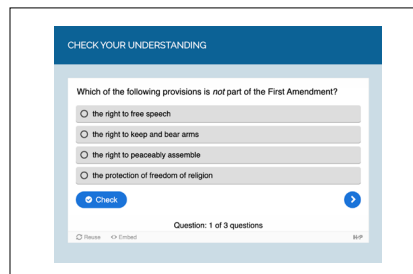 CHECK YOUR UNDERSTANDING
Which of the following provisions is not part of the First Amendment?
the right to free speech
the right to keep and bear arms
the right to peaceably assemble
the protection of freedom of religion
Check
Question: 1 of 3 questions
Reuse <> Embed
H-P